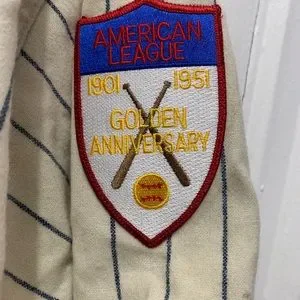 AMERICAN
LEAGUE
1901 1951
GOLDEN
ANNIVERSARY